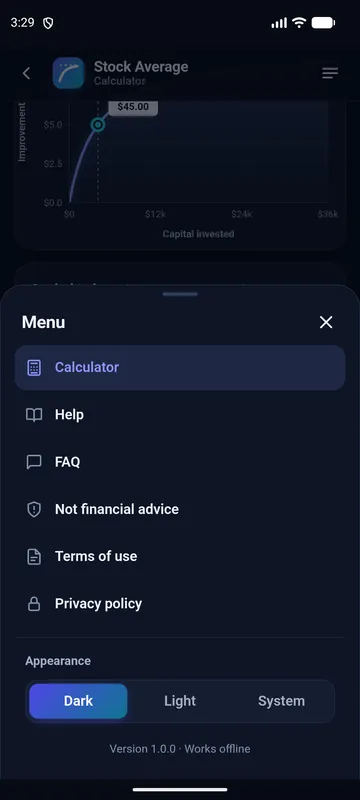 3:29
Stock Average
Calculator
$45.00
Improvement
$5.0
$2.5
$0.0
$0
$12k
$24k
$36k
Capital invested
Menu
Calculator
Help
FAQ
Not financial advice
Terms of use
Privacy policy
Appearance
Dark
Light
System
Version 1.0.0 · Works offline